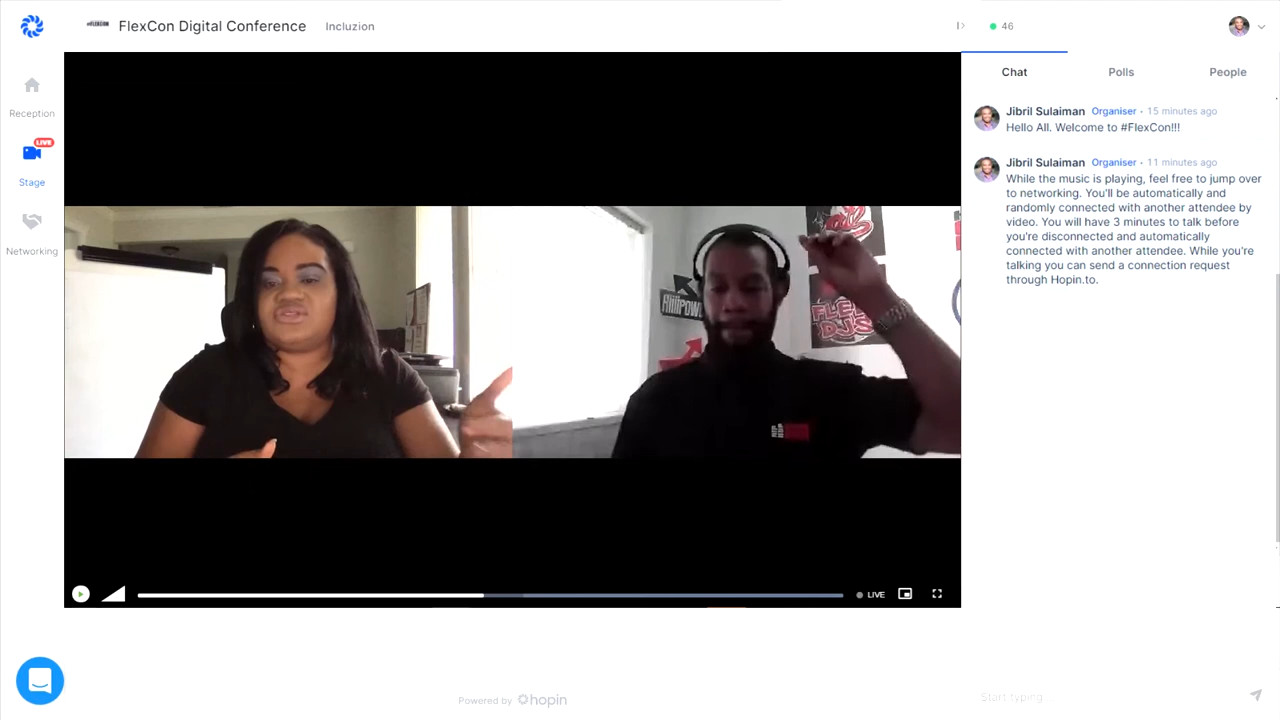 #FLEXCON FlexCon Digital Conference Incluzion
46
Reception
LIVE
Stage
Networking
Chat Polls People
Jibril Sulaiman Organiser • 15 minutes ago
Hello All. Welcome to #FlexCon!!!
Jibril Sulaiman Organiser • 11 minutes ago
While the music is playing, feel free to jump over
to networking. You'll be automatically and
randomly connected with another attendee by
video. You will have 3 minutes to talk before
you're disconnected and automatically
connected with another attendee. While you're
talking you can send a connection request
through Hopin.to.
FLEET
DJS
LIVE
Powered by hopin
Start typing